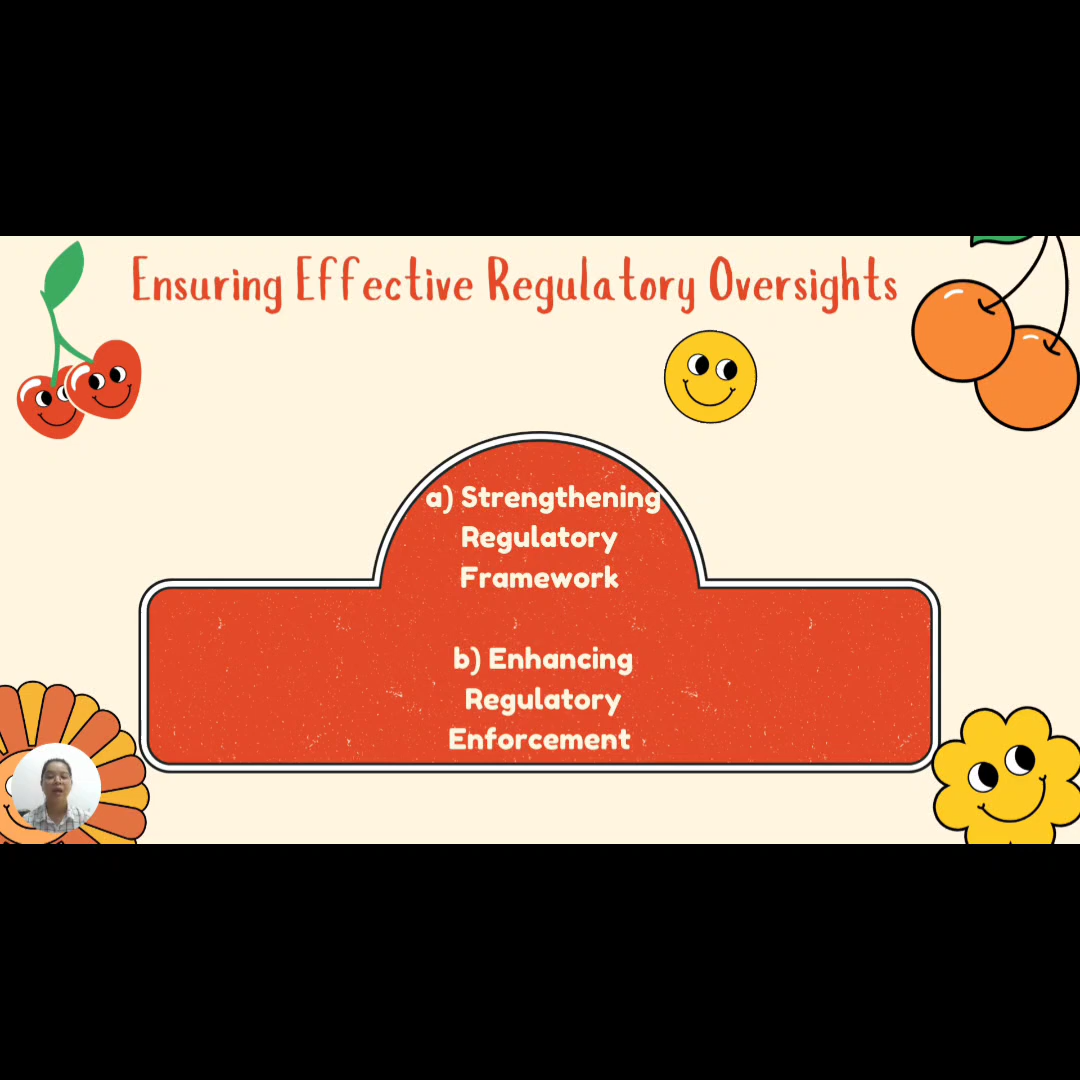 Ensuring Effective Regulatory Oversights
a) Strengthening
Regulatory
Framework
b) Enhancing
Regulatory
Enforcement